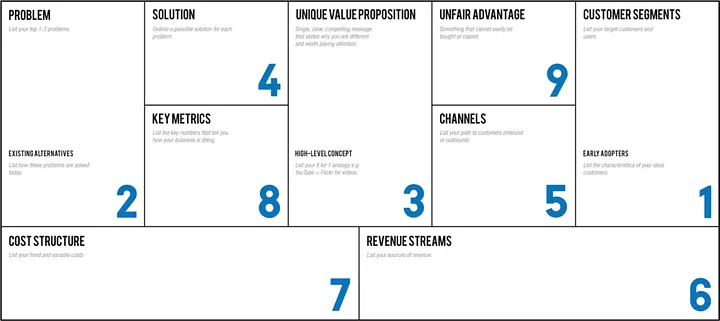 PROBLEM
List your top 1-3 problems.
EXISTING ALTERNATIVES
List how these problems are solved
today.
2
SOLUTION
Outline a possible solution for each
problem.
4
KEY METRICS
List the key numbers that tell you
how your business is doing.
8
UNIQUE VALUE PROPOSITION
Single, clear, compelling message
that states why you are different
and worth paying attention.
HIGH-LEVEL CONCEPT
List your X for Y analogy e.g.
YouTube = Flickr for videos.
3
UNFAIR ADVANTAGE
Something that cannot easily be
bought or copied.
9
CHANNELS
List your path to customers (inbound
or outbound).
5
CUSTOMER SEGMENTS
List your target customers and
users.
EARLY ADOPTERS
List the characteristics of your ideal
customers.
1
COST STRUCTURE
List your fixed and variable costs.
7
REVENUE STREAMS
List your sources of revenue.
6